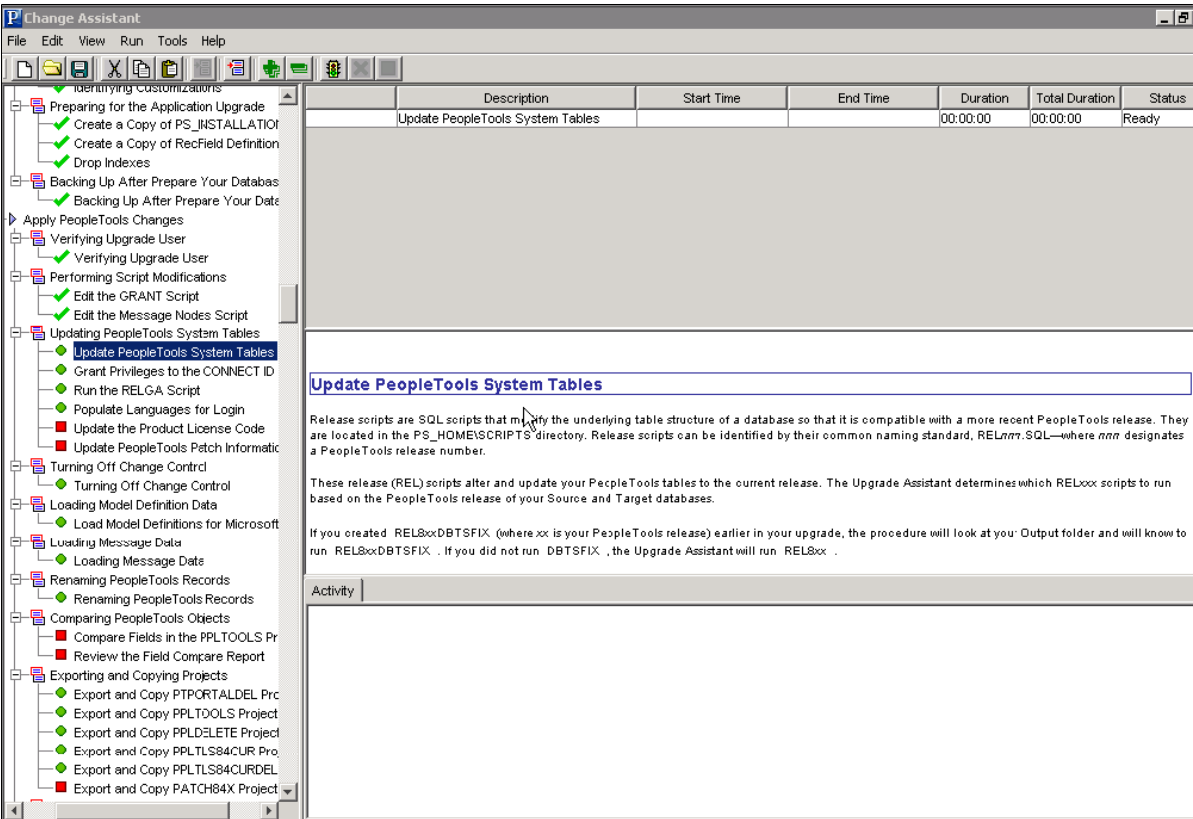 Change Assistant
File Edit View Run Tools Help
Identifying Customizations
Preparing for the Application Upgrade
Create a Copy of PS_INSTALLATION
Create a Copy of RecField Definition
Drop Indexes
Backing Up After Prepare Your Databas
Backing Up After Prepare Your Data
Apply PeopleTools Changes
Verifying Upgrade User
Verifying Upgrade User
Performing Script Modifications
Edit the GRANT Script
Edit the Message Nodes Script
Updating PeopleTools System Tables
Update PeopleTools System Tables
Grant Privileges to the CONNECT ID
Run the RELGA Script
Populate Languages for Login
Update the Product License Code
Update PeopleTools Patch Informatic
Turning Off Change Control
Turning Off Change Control
Loading Model Definition Data
Load Model Definitions for Microsoft
Loading Message Data
Loading Message Data
Renaming PeopleTools Records
Renaming PeopleTools Records
Comparing PeopleTools Objects
Compare Fields in the PPLTOOLS Pr
Review the Field Compare Report
Exporting and Copying Projects
Export and Copy PTPORTALDEL Pro
Export and Copy PPLTOOLS Project
Export and Copy PPLDELETE Project
Export and Copy PPLTLS84CUR Pro
Export and Copy PPLTLS84CURDEL
Export and Copy PATCH84X Project
Description Start Time End Time Duration Total Duration Status
Update PeopleTools System Tables 00:00:00 00:00:00 Ready
Update PeopleTools System Tables
Release scripts are SQL scripts that modify the underlying table structure of a database so that it is compatible with a more recent PeopleTools release. They
are located in the PS_HOME\SCRIPTS directory. Release scripts can be identified by their common naming standard, RELnnn.SQL—where nnn designates
a PeopleTools release number.
These release (REL) scripts alter and update your PeopleTools tables to the current release. The Upgrade Assistant determines which RELxxx scripts to run
based on the PeopleTools release of your Source and Target databases.
If you created REL8xxDBTSFIX (where xx is your PeopleTools release) earlier in your upgrade, the procedure will look at your Output folder and will know to
run REL8xxDBTSFIX . If you did not run DBTSFIX , the Upgrade Assistant will run REL8xx .
Activity